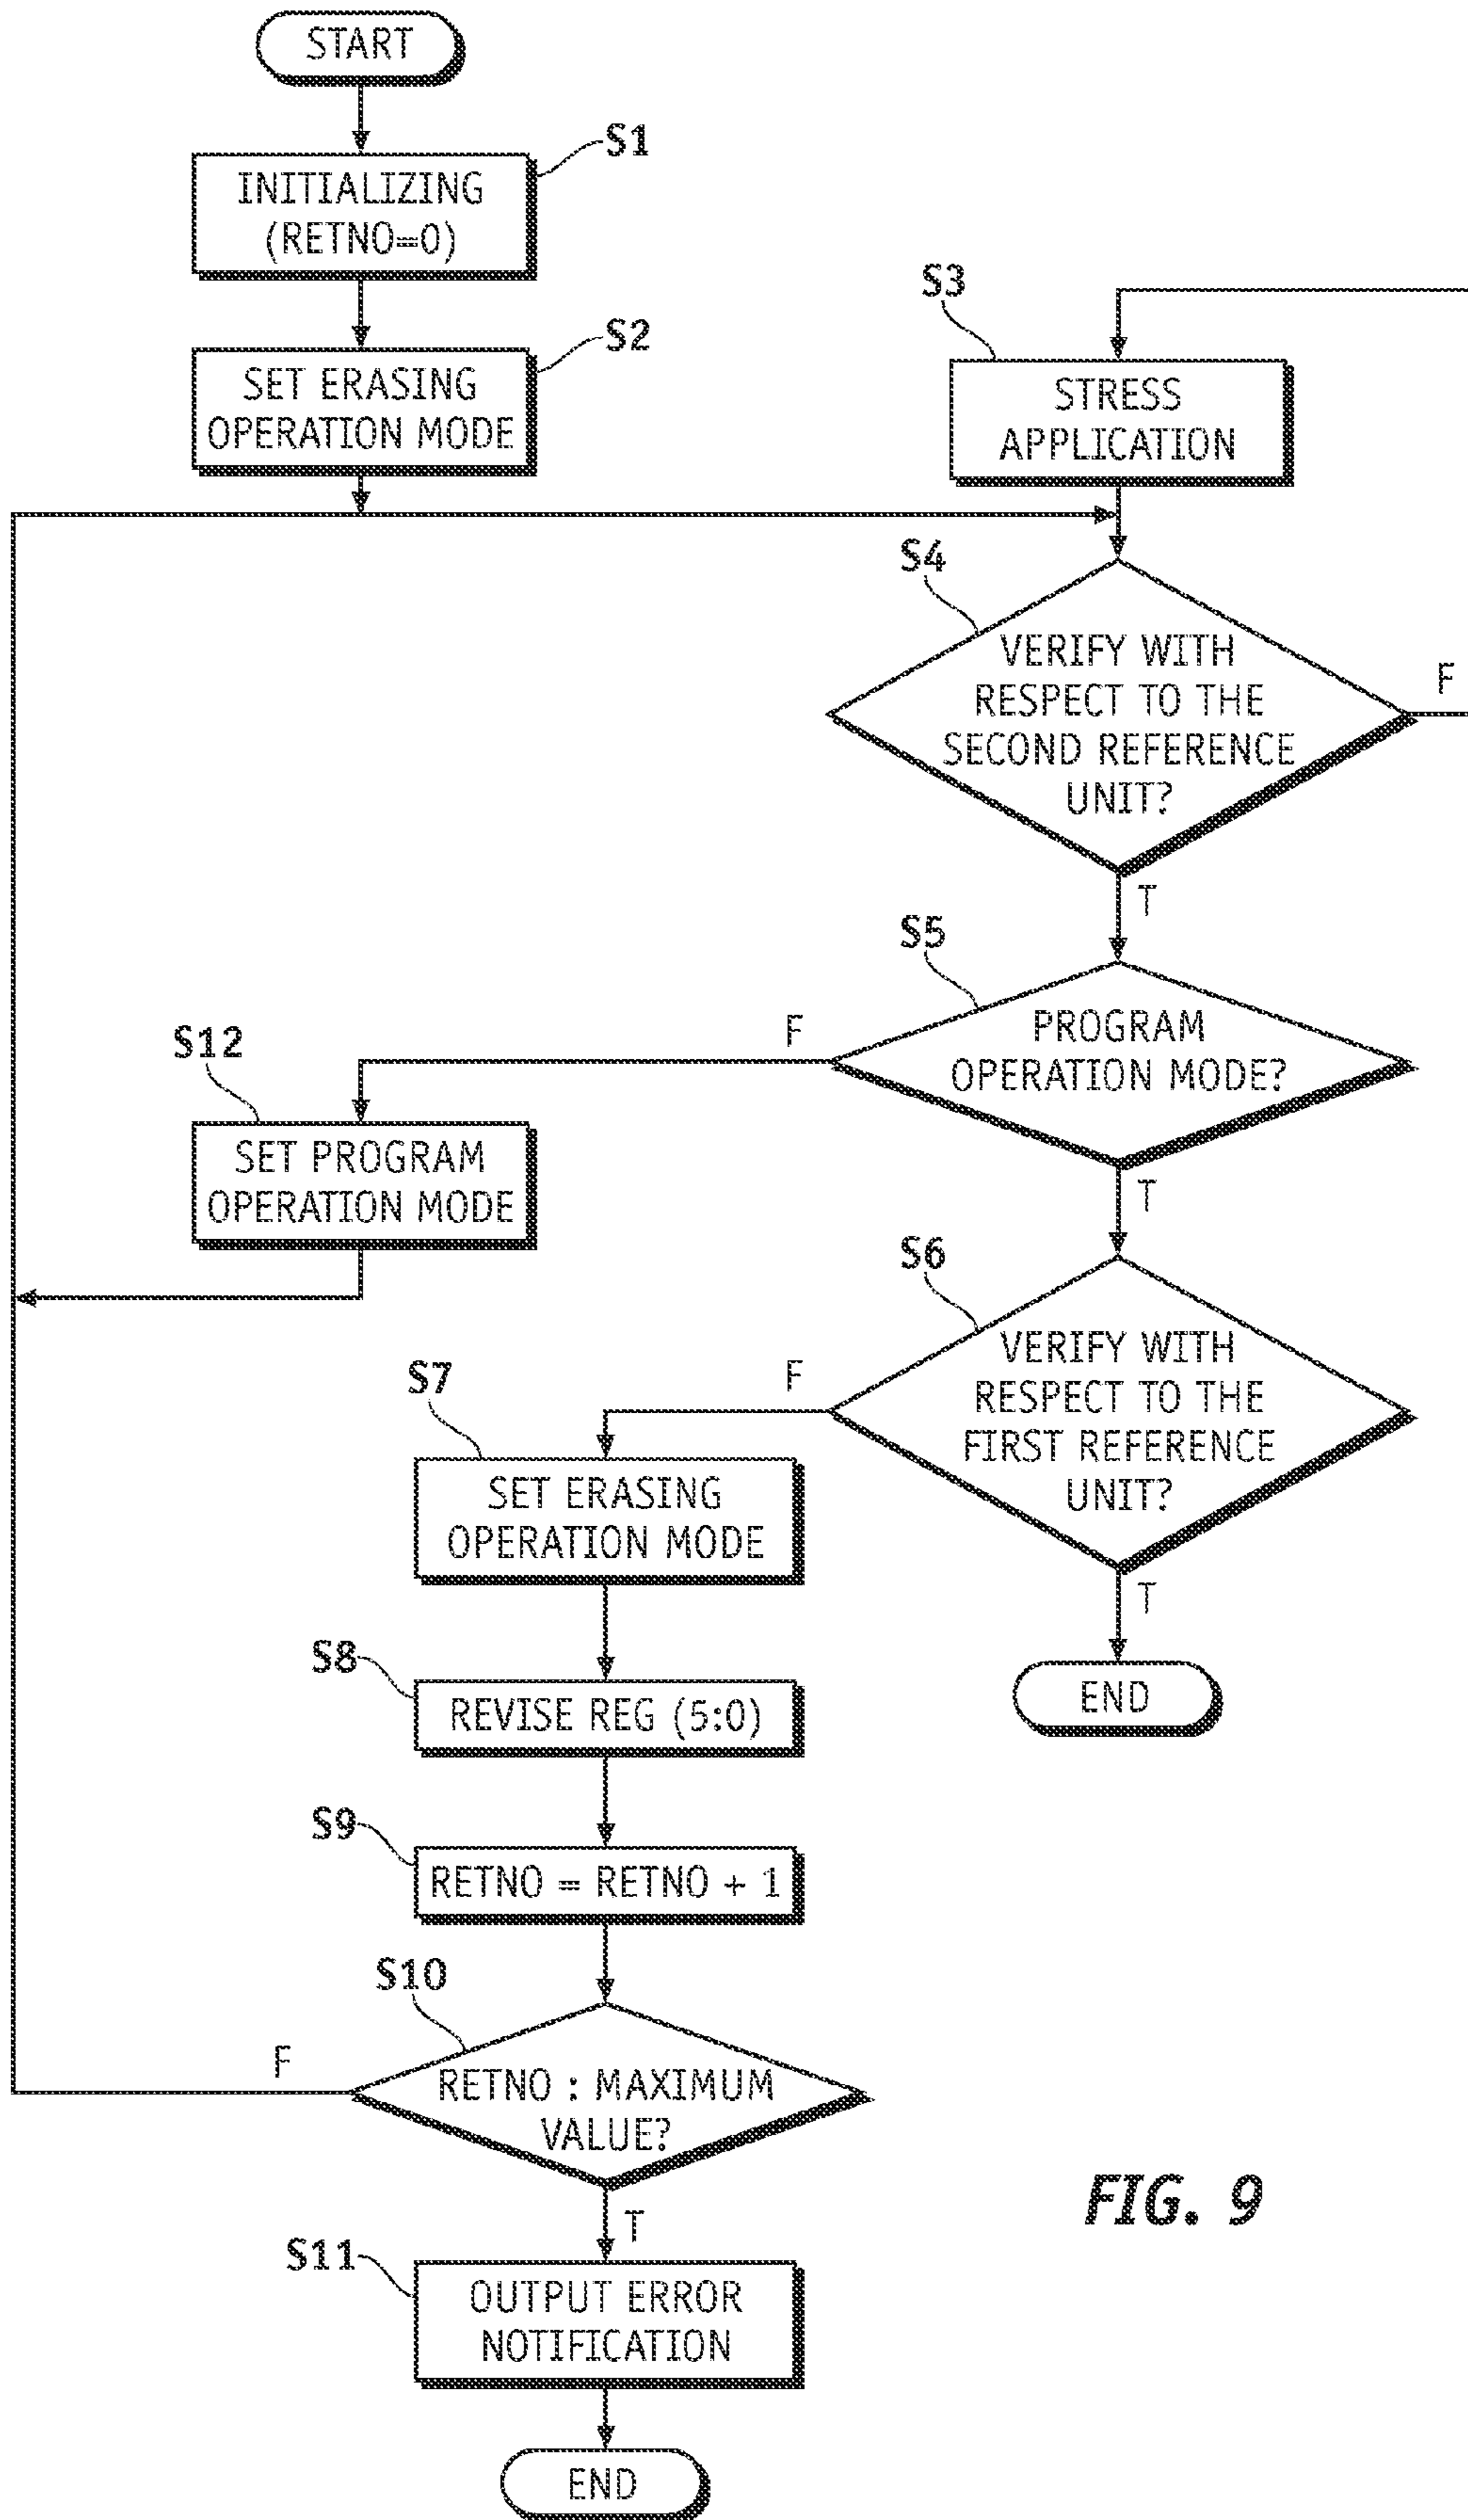 START
S1
INITIALIZING
(RETNO=0)
S2
SET ERASING
OPERATION MODE
S3
STRESS
APPLICATION
S4
VERIFY WITH
RESPECT TO THE
SECOND REFERENCE
UNIT?
F
T
S5
PROGRAM
OPERATION MODE?
F
T
S12
SET PROGRAM
OPERATION MODE
S6
VERIFY WITH
RESPECT TO THE
FIRST REFERENCE
UNIT?
F
T
END
S7
SET ERASING
OPERATION MODE
S8
REVISE REG (5:0)
S9
RETNO = RETNO + 1
S10
RETNO : MAXIMUM
VALUE?
F
T
S11
OUTPUT ERROR
NOTIFICATION
END
FIG. 9